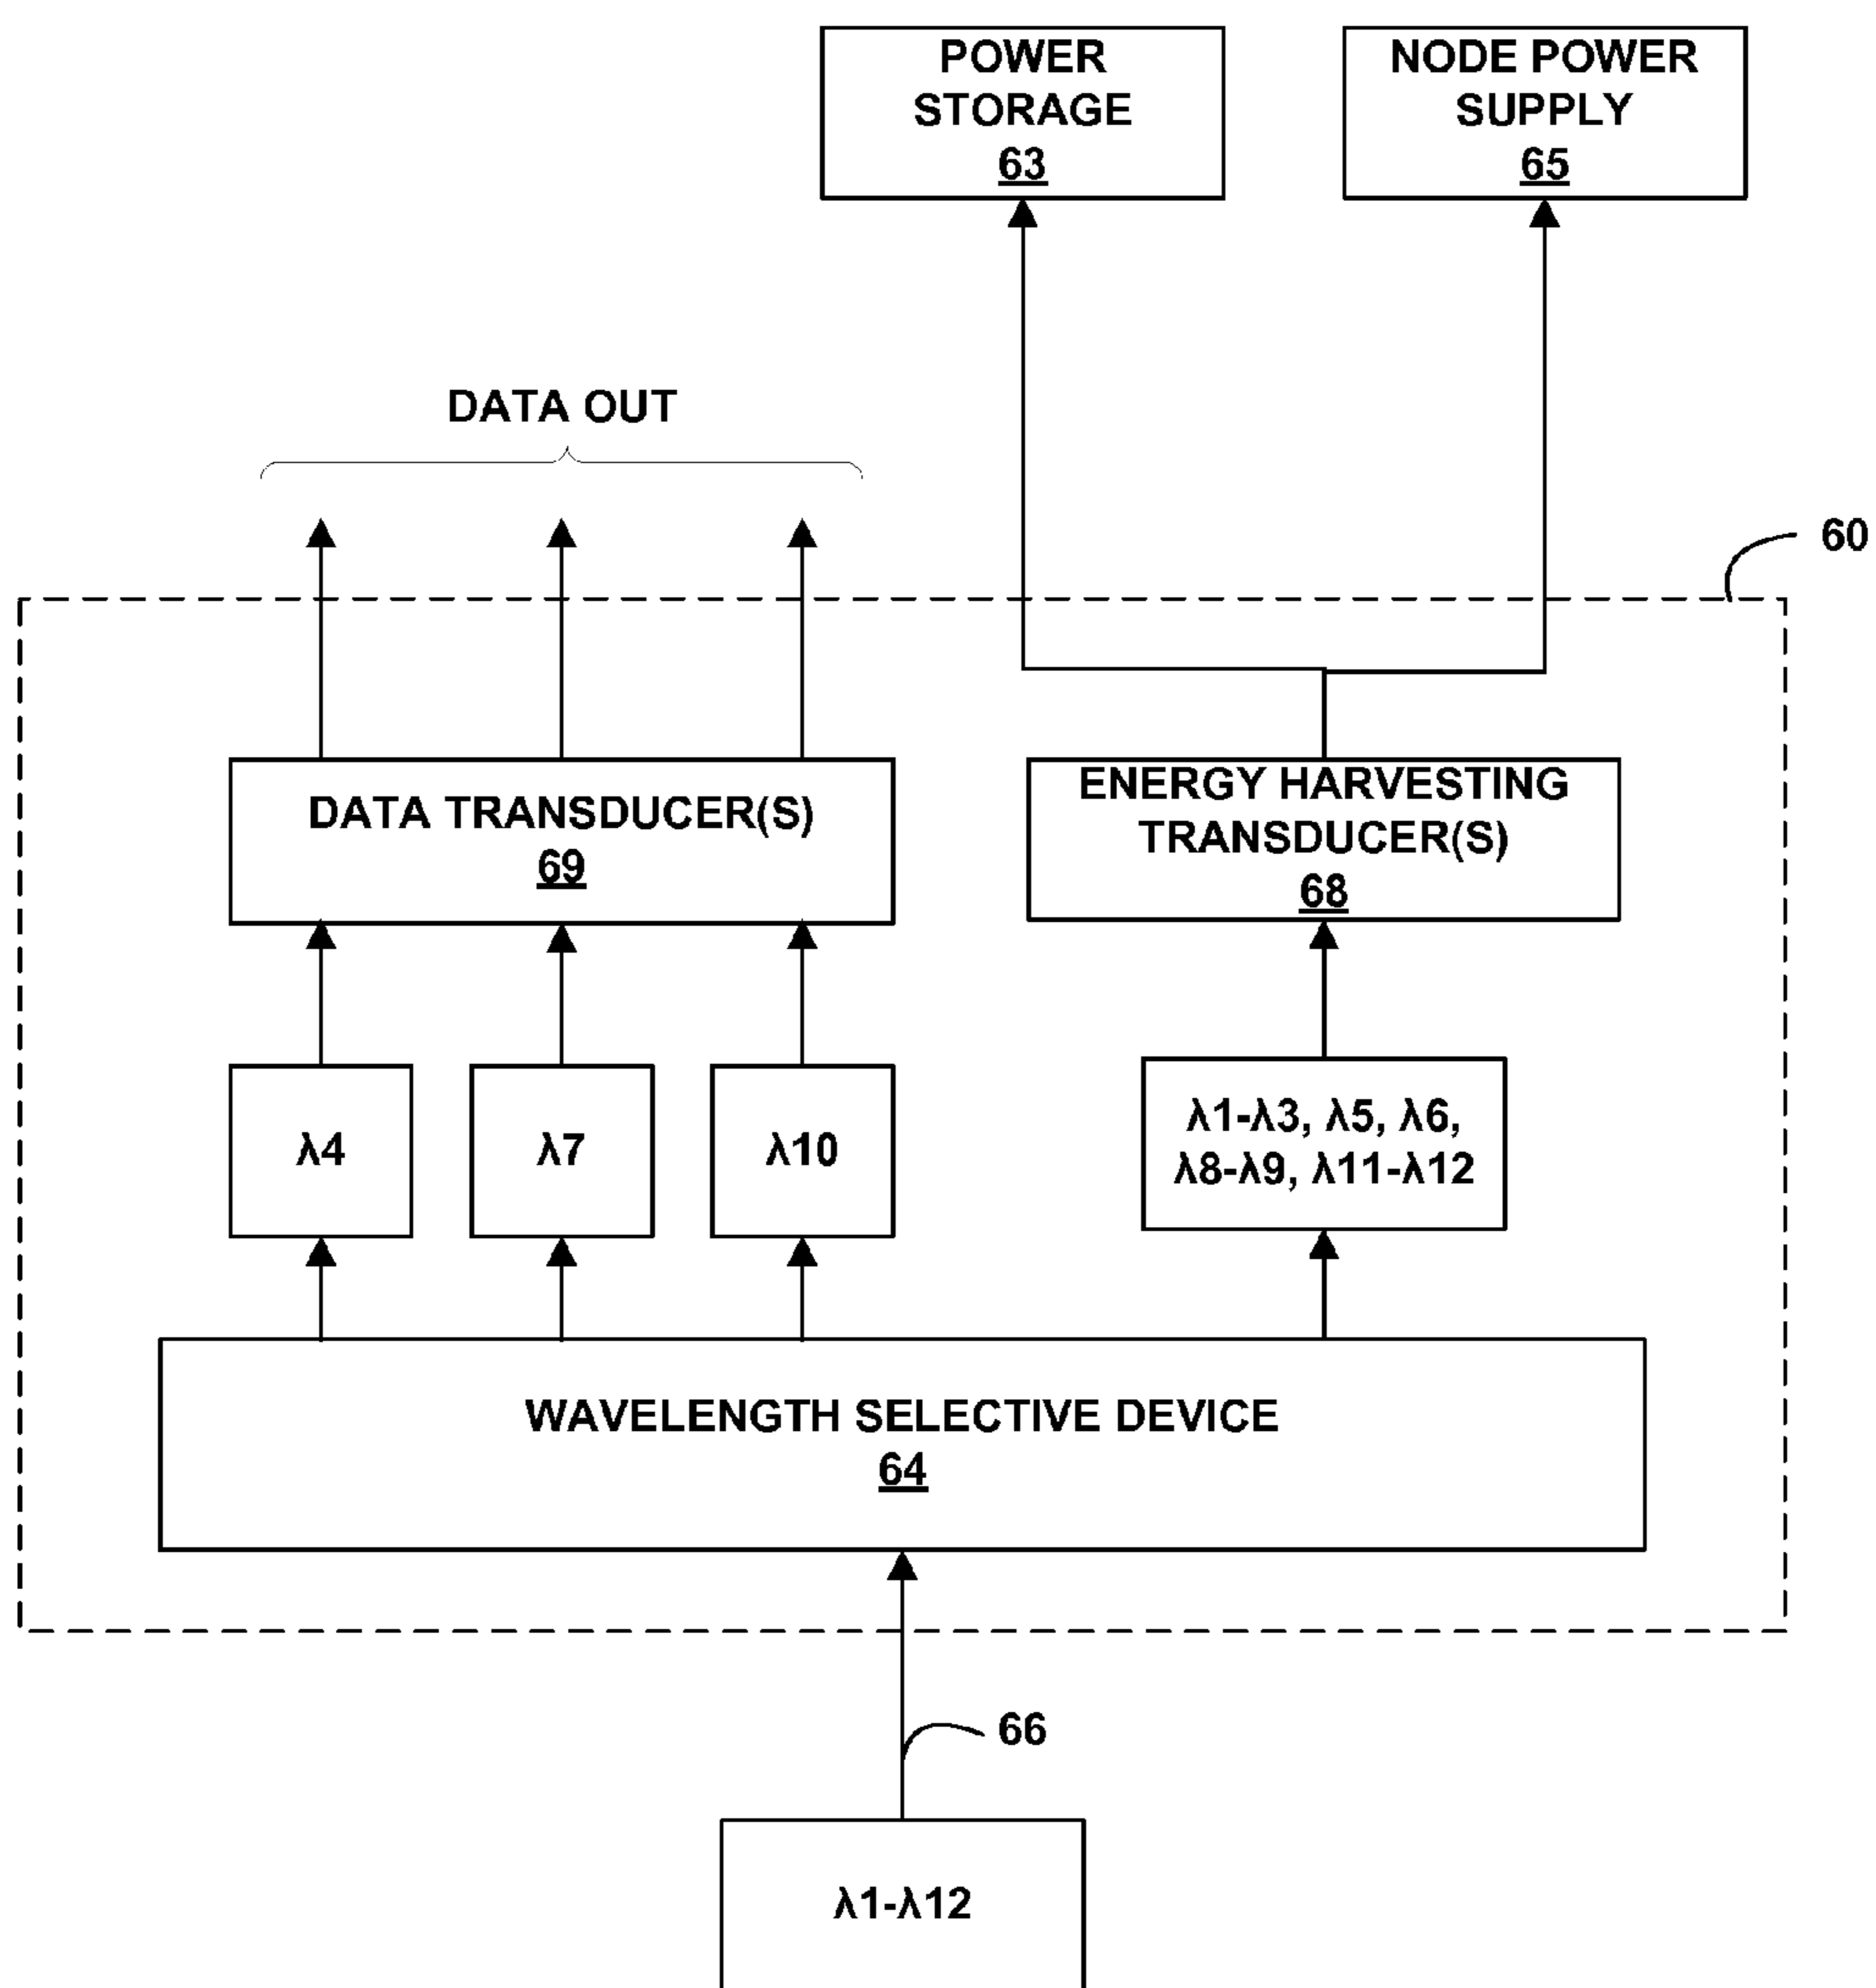 POWER
STORAGE
63
NODE POWER
SUPPLY
65
DATA OUT
60
DATA TRANSDUCER(S)
69
ENERGY HARVESTING
TRANSDUCER(S)
68
λ4
λ7
λ10
λ1-λ3, λ5, λ6,
λ8-λ9, λ11-λ12
WAVELENGTH SELECTIVE DEVICE
64
66
λ1-λ12